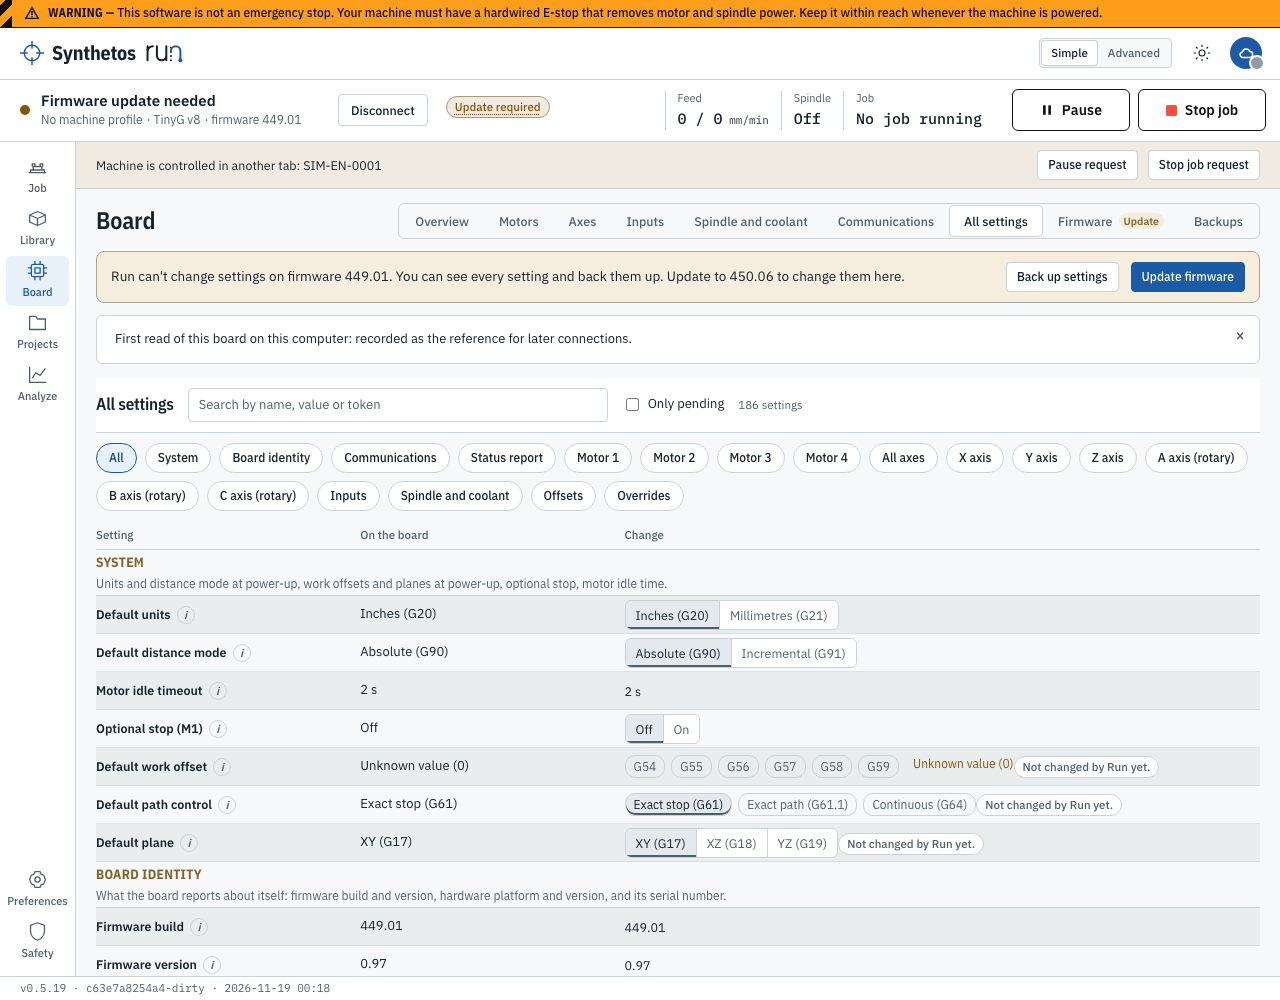 WARNING — This software is not an emergency stop. Your machine must have a hardwired E-stop that removes motor and spindle power. Keep it within reach whenever the machine is powered.
Synthetos run
Simple Advanced
Firmware update needed
No machine profile · TinyG v8 · firmware 449.01
Disconnect
Update required
Feed
0 / 0 mm/min
Spindle
Off
Job
No job running
Pause
Stop job
Job
Library
Board
Projects
Analyze
Preferences
Safety
Machine is controlled in another tab: SIM-EN-0001
Pause request
Stop job request
Board
Overview Motors Axes Inputs Spindle and coolant Communications All settings Firmware Update Backups
Run can't change settings on firmware 449.01. You can see every setting and back them up. Update to 450.06 to change them here.
Back up settings
Update firmware
First read of this board on this computer: recorded as the reference for later connections.
×
All settings
Search by name, value or token
Only pending
186 settings
All System Board identity Communications Status report Motor 1 Motor 2 Motor 3 Motor 4 All axes X axis Y axis Z axis A axis (rotary)
B axis (rotary) C axis (rotary) Inputs Spindle and coolant Offsets Overrides
Setting On the board Change
SYSTEM
Units and distance mode at power-up, work offsets and planes at power-up, optional stop, motor idle time.
Default units i Inches (G20) Inches (G20) Millimetres (G21)
Default distance mode i Absolute (G90) Absolute (G90) Incremental (G91)
Motor idle timeout i 2 s 2 s
Optional stop (M1) i Off Off On
Default work offset i Unknown value (0) G54 G55 G56 G57 G58 G59 Unknown value (0) Not changed by Run yet.
Default path control i Exact stop (G61) Exact stop (G61) Exact path (G61.1) Continuous (G64) Not changed by Run yet.
Default plane i XY (G17) XY (G17) XZ (G18) YZ (G19) Not changed by Run yet.
BOARD IDENTITY
What the board reports about itself: firmware build and version, hardware platform and version, and its serial number.
Firmware build i 449.01 449.01
Firmware version i 0.97 0.97
v0.5.19 · c63e7a8254a4-dirty · 2026-11-19 00:18